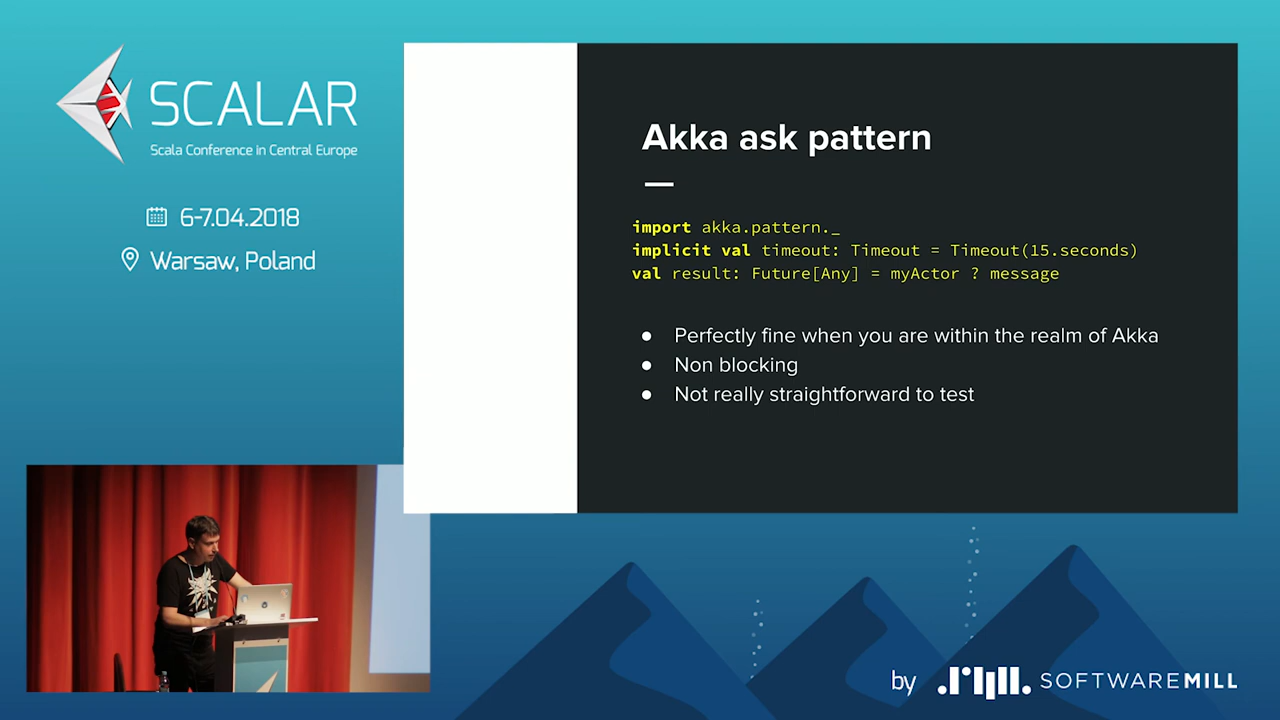 SCALAR
Scala Conference in Central Europe
6-7.04.2018
Warsaw, Poland
Akka ask pattern
import akka.pattern._
implicit val timeout: Timeout = Timeout(15.seconds)
val result: Future[Any] = myActor ? message
● Perfectly fine when you are within the realm of Akka
● Non blocking
● Not really straightforward to test
by SOFTWAREMILL